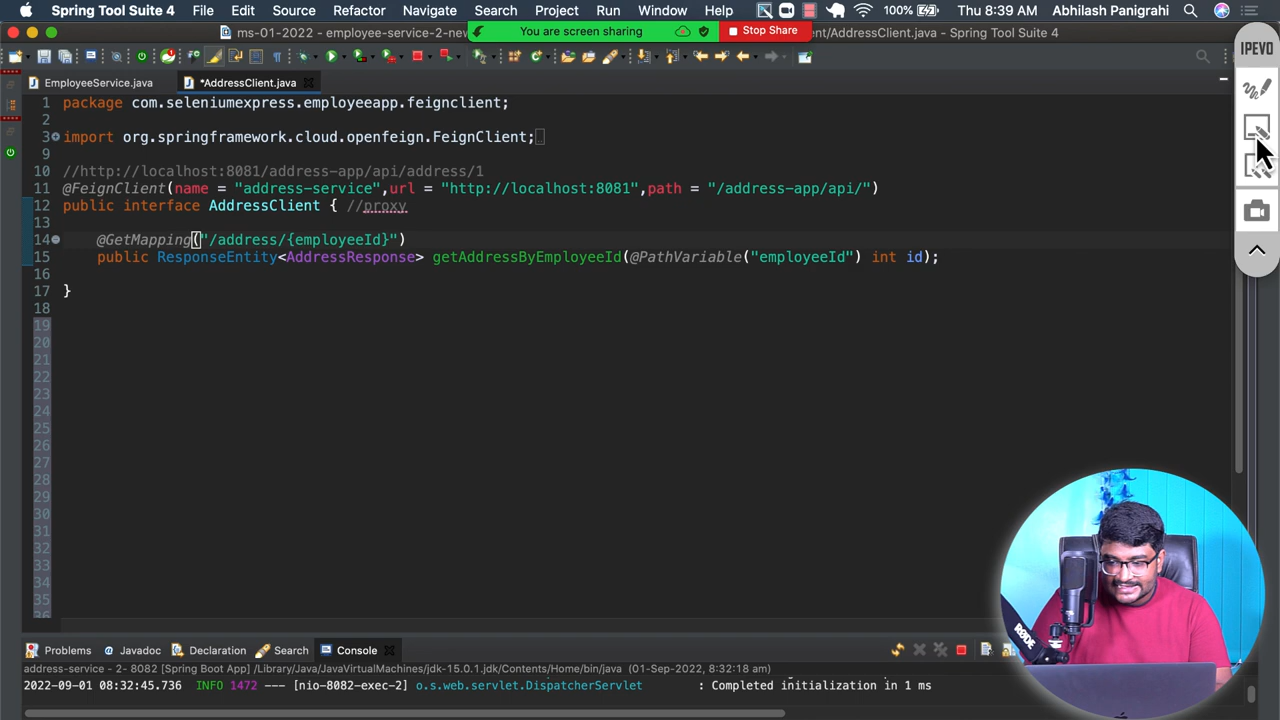 Spring Tool Suite 4 File Edit Source Refactor Navigate Search Project Run Window Help 100% Thu 8:39 AM Abhilash Panigrahi
ms-01-2022 - employee-service-2-new
You are screen sharing
Stop Share
ent/AddressClient.java - Spring Tool Suite 4
IPEVO
EmployeeService.java *AddressClient.java
1 package com.seleniumexpress.employeeapp.feignclient;
2
3 import org.springframework.cloud.openfeign.FeignClient;
9
10 //http://localhost:8081/address-app/api/address/1
11 @FeignClient(name = "address-service",url = "http://localhost:8081",path = "/address-app/api/")
12 public interface AddressClient { //proxy
13
14 @GetMapping("/address/{employeeId}")
15 public ResponseEntity<AddressResponse> getAddressByEmployeeId(@PathVariable("employeeId") int id);
16
17 }
18
19
20
21
22
23
24
25
26
27
28
29
30
31
32
33
34
35
36
RØDE
Problems Javadoc Declaration Search Console
address-service - 2- 8082 [Spring Boot App] /Library/Java/JavaVirtualMachines/jdk-15.0.1.jdk/Contents/Home/bin/java (01-Sep-2022, 8:32:18 am)
2022-09-01 08:32:45.736 INFO 1472 --- [nio-8082-exec-2] o.s.web.servlet.DispatcherServlet : Completed initialization in 1 ms